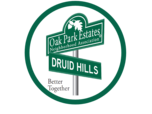 Oak Park Estates
Neighborhood Association
DRUID HILLS
Better
Together